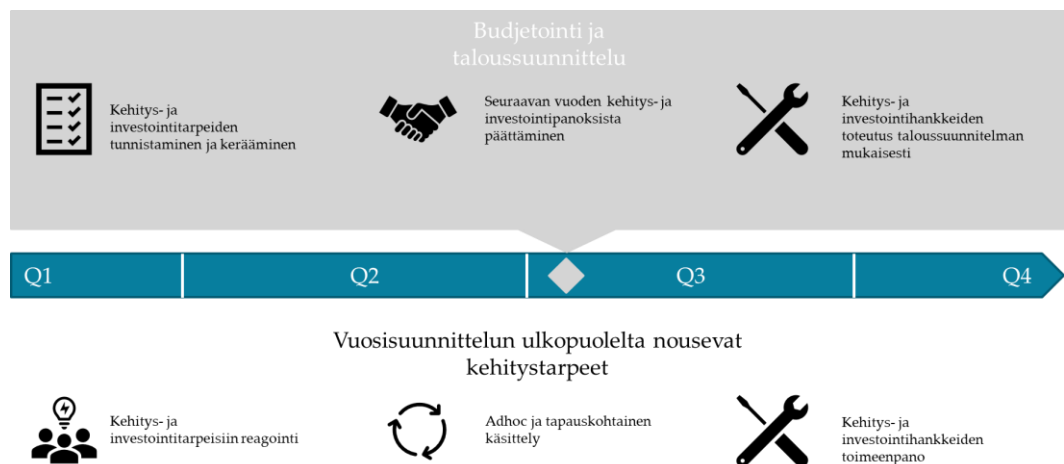 Budjetointi ja
taloussuunnittelu
Kehitys- ja
investointitarpeiden
tunnistaminen ja kerääminen
Seuraavan vuoden kehitys- ja
investointipanoksista
päättäminen
Kehitys- ja
investointihankkeiden
toteutus taloussuunnitelman
mukaisesti
Q1
Q2
Q3
Q4
Vuosisuunnittelun ulkopuolelta nousevat
kehitystarpeet
Kehitys- ja
investointitarpeisiin reagointi
Adhoc ja tapauskohtainen
käsittely
Kehitys- ja
investointihankkeiden
toimeenpano